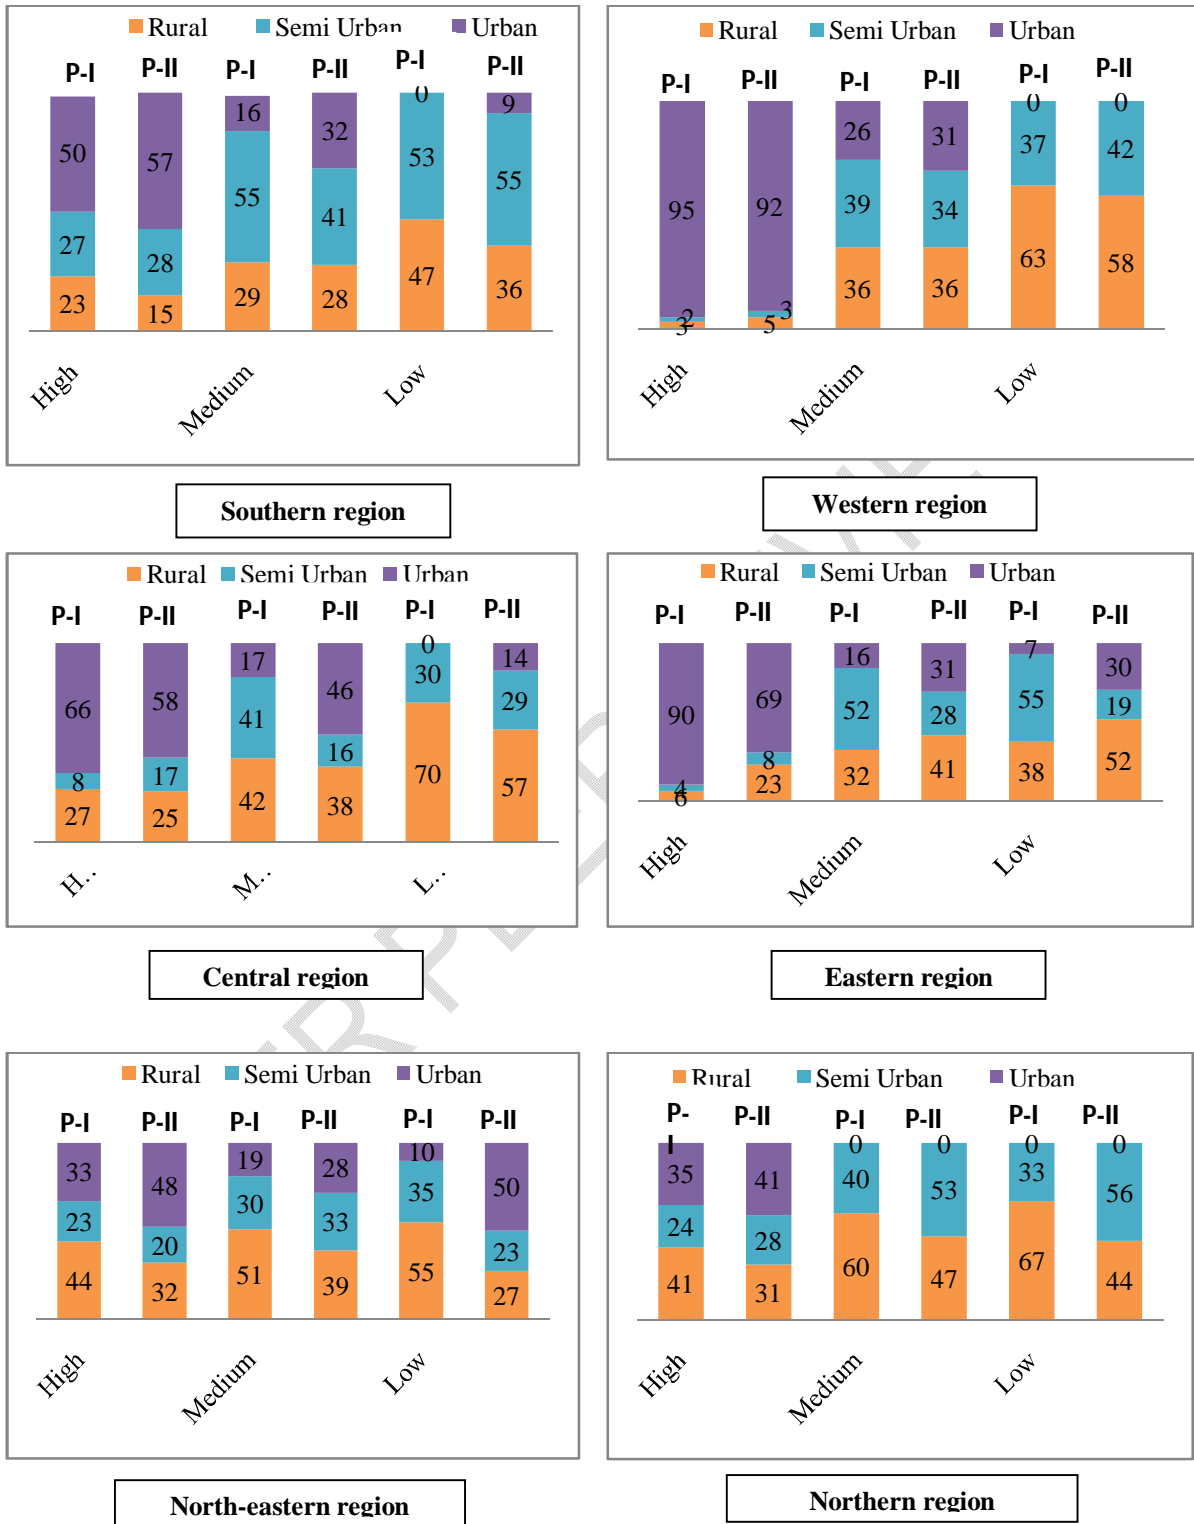 Rural Semi Urban Urban
P-I P-II P-I P-II P-I P-II
50 57 16 32 0 9
27 28 55 41 53 55
23 15 29 28 47 36
High Medium Low
Southern region
Rural Semi Urban Urban
P-I P-II P-I P-II P-I P-II
95 92 26 31 0 0
2 3 39 34 37 42
3 5 36 36 63 58
High Medium Low
Western region
Rural Semi Urban Urban
P-I P-II P-I P-II P-I P-II
66 58 17 46 0 14
8 17 41 16 30 29
27 25 42 38 70 57
H.. M.. L..
Central region
Rural Semi Urban Urban
P-I P-II P-I P-II P-I P-II
90 69 16 31 7 30
4 8 52 28 55 19
6 23 32 41 38 52
High Medium Low
Eastern region
Rural Semi Urban Urban
P-I P-II P-I P-II P-I P-II
33 48 19 28 10 50
23 20 30 33 35 23
44 32 51 39 55 27
High Medium Low
North-eastern region
Rural Semi Urban Urban
P-I P-II P-I P-II P-I P-II
35 41 0 0 0 0
24 28 40 53 33 56
41 31 60 47 67 44
High Medium Low
Northern region